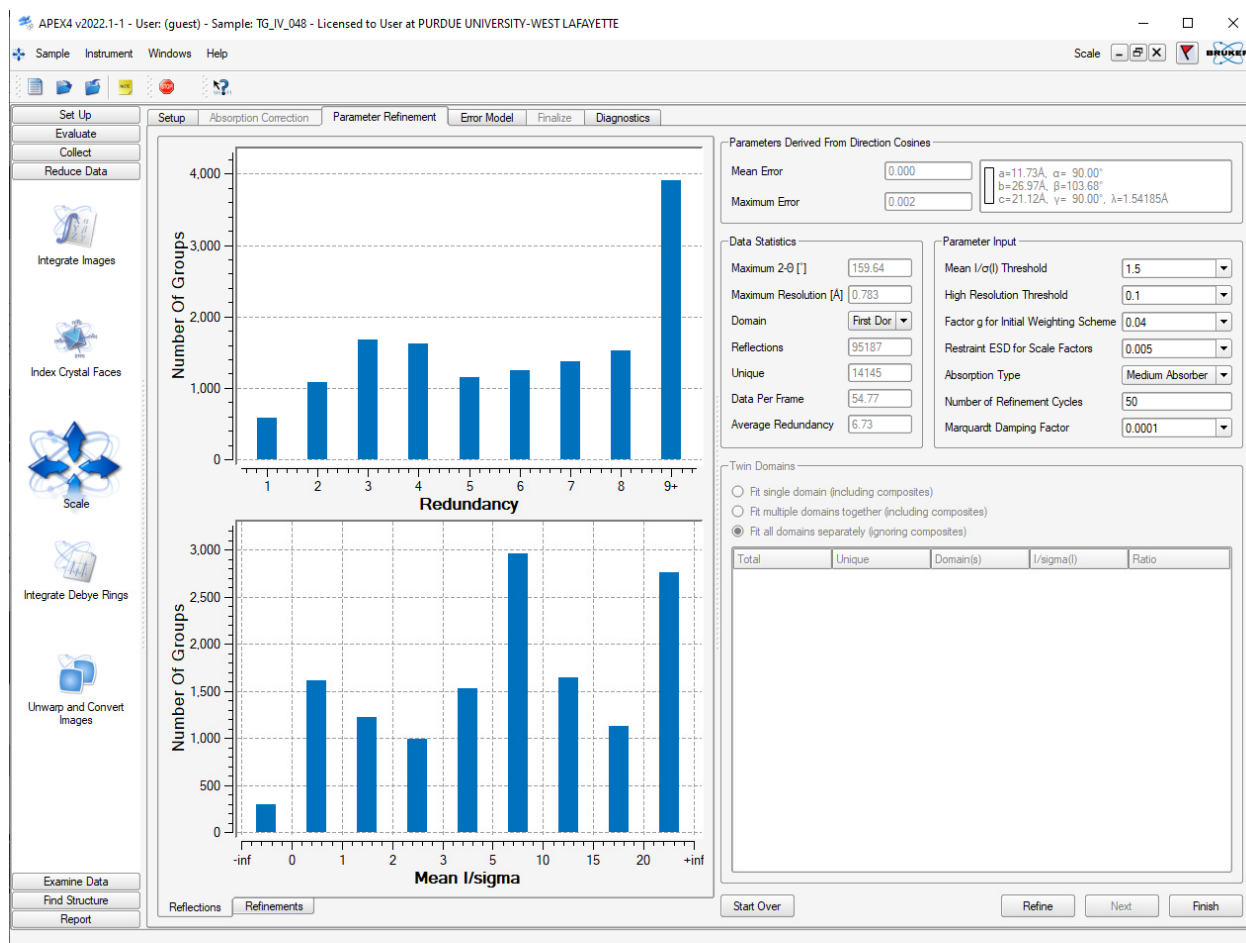 APEX4 v2022.1-1 - User: (guest) - Sample: TG_IV_048 - Licensed to User at PURDUE UNIVERSITY-WEST LAFAYETTE
Sample Instrument Windows Help
Scale
BRUKER
NOTE
STOP
Set Up
Evaluate
Collect
Reduce Data
Integrate Images
Index Crystal Faces
Scale
Integrate Debye Rings
Unwarp and Convert
Images
Examine Data
Find Structure
Report
Setup Absorption Correction Parameter Refinement Error Model Finalize Diagnostics
Number Of Groups
4,000
3,000
2,000
1,000
0
1 2 3 4 5 6 7 8 9+
Redundancy
Number Of Groups
3,000
2,500
2,000
1,500
1,000
500
0
-inf 0 1 2 3 5 10 15 20 +inf
Mean I/sigma
Reflections Refinements
Parameters Derived From Direction Cosines
Mean Error 0.000
Maximum Error 0.002
a=11.73Å, α= 90.00°
b=26.97Å, β=103.68°
c=21.12Å, γ= 90.00°, λ=1.54185Å
Data Statistics
Maximum 2-θ [°] 159.64
Maximum Resolution [Å] 0.783
Domain First Dor
Reflections 95187
Unique 14145
Data Per Frame 54.77
Average Redundancy 6.73
Parameter Input
Mean I/σ(I) Threshold 1.5
High Resolution Threshold 0.1
Factor g for Initial Weighting Scheme 0.04
Restraint ESD for Scale Factors 0.005
Absorption Type Medium Absorber
Number of Refinement Cycles 50
Marquardt Damping Factor 0.0001
Twin Domains
Fit single domain (including composites)
Fit multiple domains together (including composites)
Fit all domains separately (ignoring composites)
Total Unique Domain(s) I/sigma(I) Ratio
Start Over Refine Next Finish